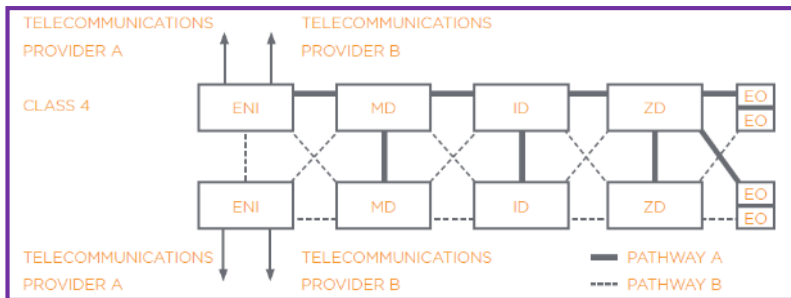 TELECOMMUNICATIONS
PROVIDER A
TELECOMMUNICATIONS
PROVIDER B
CLASS 4
ENI
MD
ID
ZD
EO
EO
ENI
MD
ID
ZD
EO
EO
TELECOMMUNICATIONS
PROVIDER A
TELECOMMUNICATIONS
PROVIDER B
PATHWAY A
PATHWAY B